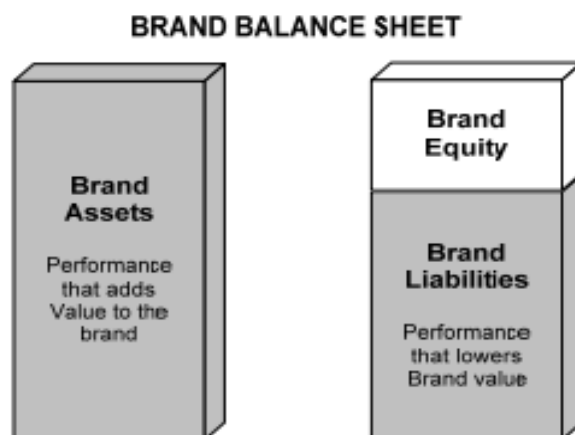 BRAND BALANCE SHEET
Brand
Assets
Performance
that adds
Value to the
brand
Brand
Equity
Brand
Liabilities
Performance
that lowers
Brand value